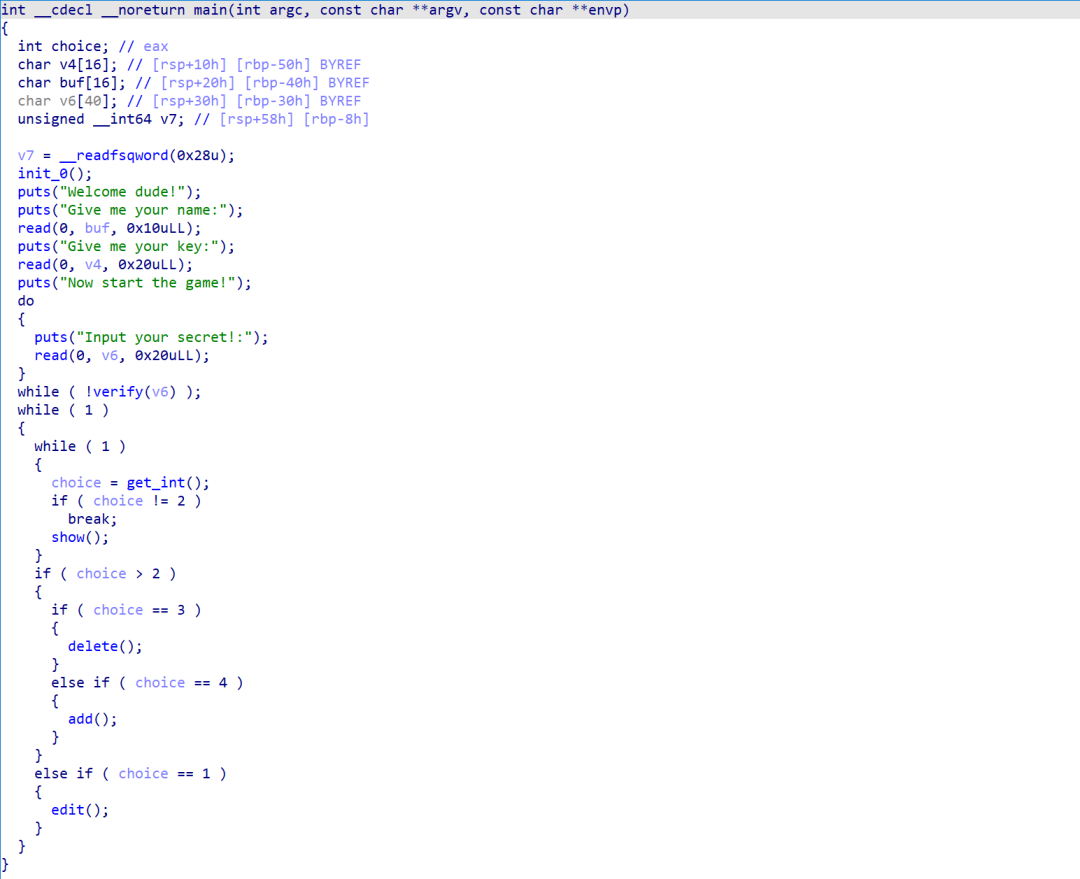 int __cdecl __noreturn main(int argc, const char **argv, const char **envp)
{
  int choice; // eax
  char v4[16]; // [rsp+10h] [rbp-50h] BYREF
  char buf[16]; // [rsp+20h] [rbp-40h] BYREF
  char v6[40]; // [rsp+30h] [rbp-30h] BYREF
  unsigned __int64 v7; // [rsp+58h] [rbp-8h]

  v7 = __readfsqword(0x28u);
  init_0();
  puts("Welcome dude!");
  puts("Give me your name:");
  read(0, buf, 0x10uLL);
  puts("Give me your key:");
  read(0, v4, 0x20uLL);
  puts("Now start the game!");
  do
  {
    puts("Input your secret!:");
    read(0, v6, 0x20uLL);
  }
  while ( !verify(v6) );
  while ( 1 )
  {
    while ( 1 )
    {
      choice = get_int();
      if ( choice != 2 )
        break;
      show();
    }
    if ( choice > 2 )
    {
      if ( choice == 3 )
      {
        delete();
      }
      else if ( choice == 4 )
      {
        add();
      }
    }
    else if ( choice == 1 )
    {
      edit();
    }
  }
}